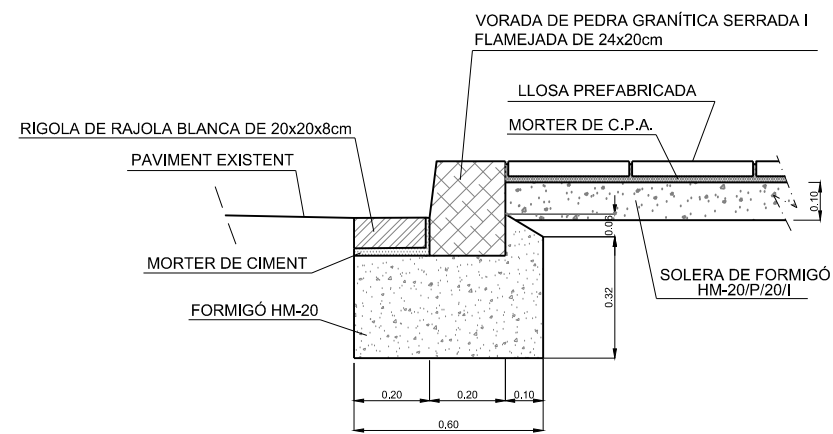 VORADA DE PEDRA GRANÍTICA SERRADA I
FLAMEJADA DE 24x20cm
LLOSA PREFABRICADA
RIGOLA DE RAJOLA BLANCA DE 20x20x8cm
MORTER DE C.P.A.
PAVIMENT EXISTENT
0.10
0.06
MORTER DE CIMENT
SOLERA DE FORMIGÓ
HM-20/P/20/I
0.32
FORMIGÓ HM-20
0.20
0.20
0.10
0.60